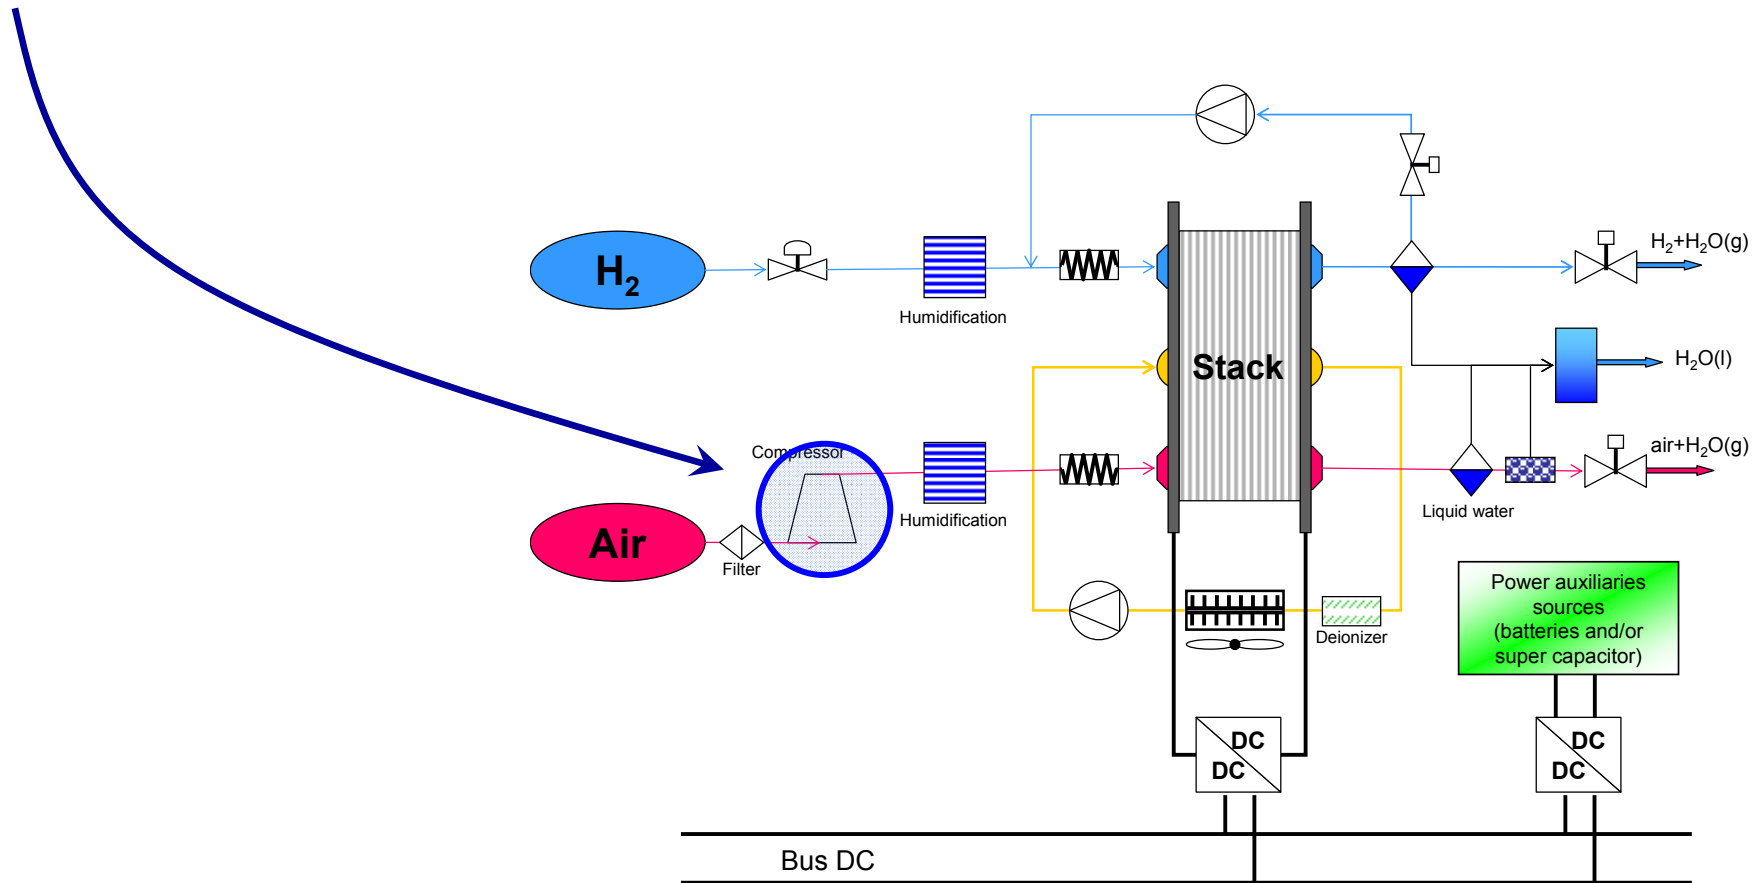 H2+H2O(g)
H2
Humidification
Stack
H2O(l)
Compressor
air+H2O(g)
Humidification
Liquid water
Air
Filter
Deionizer
Power auxiliaries
sources
(batteries and/or
super capacitor)
DC
DC
DC
DC
Bus DC